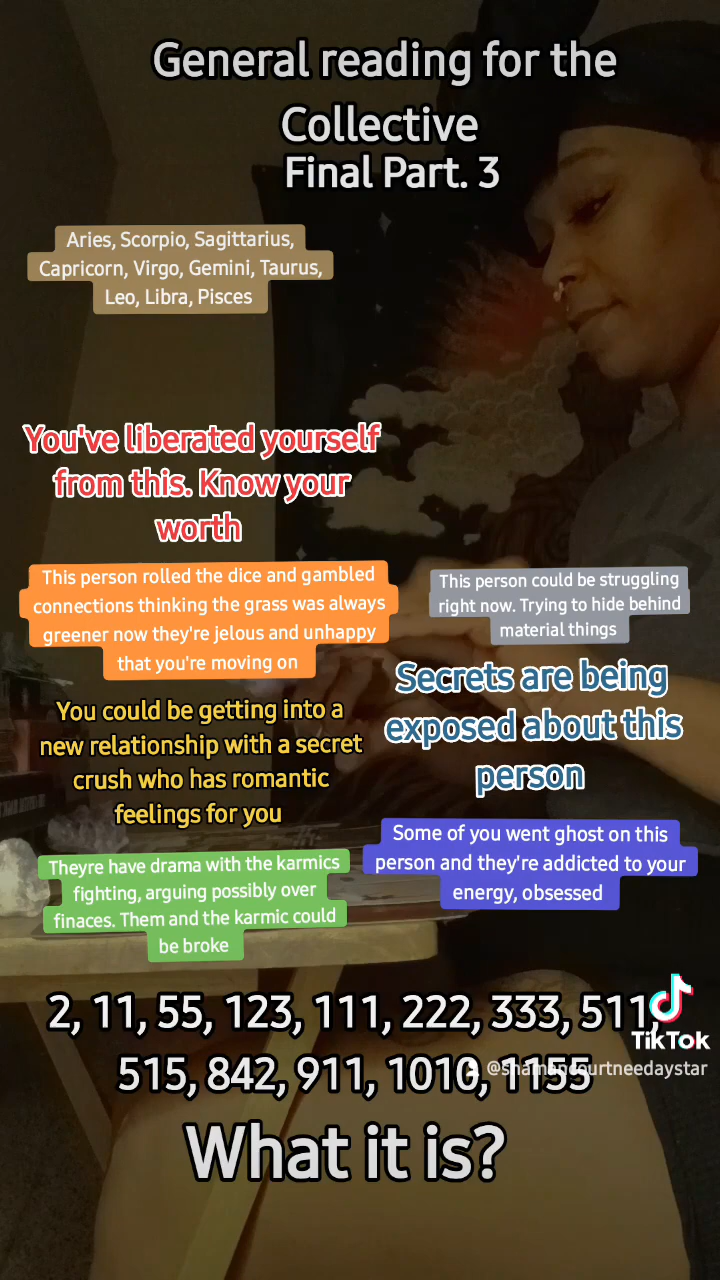 General reading for the
Collective
Final Part. 3
Aries, Scorpio, Sagittarius,
Capricorn, Virgo, Gemini, Taurus,
Leo, Libra, Pisces
You've liberated yourself
from this. Know your
worth
This person rolled the dice and gambled
connections thinking the grass was always
greener now they're jelous and unhappy
that you're moving on
This person could be struggling
right now. Trying to hide behind
material things
Secrets are being
exposed about this
person
You could be getting into a
new relationship with a secret
crush who has romantic
feelings for you
Some of you went ghost on this
person and they're addicted to your
energy, obsessed
Theyre have drama with the karmics
fighting, arguing possibly over
finaces. Them and the karmic could
be broke
2, 11, 55, 123, 111, 222, 333, 511,
515, 842, 911, 1010, 1155
TikTok
What it is?